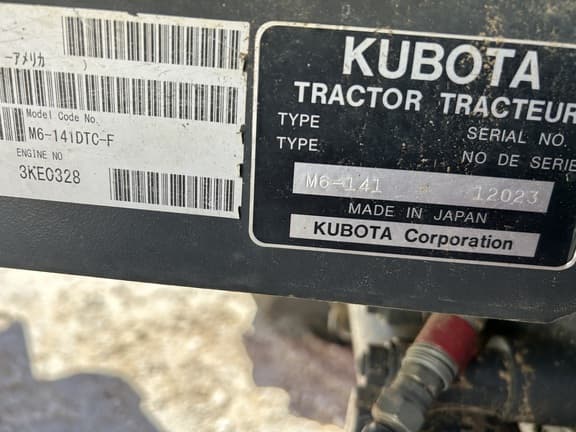 -アメリカ )
Model Code No.
M6-141DTC-F
ENGINE NO
3KE0328
KUBOTA
TRACTOR TRACTEUR
TYPE SERIAL NO.
TYPE NO DE SERIE
M6-141 12023
MADE IN JAPAN
KUBOTA Corporation